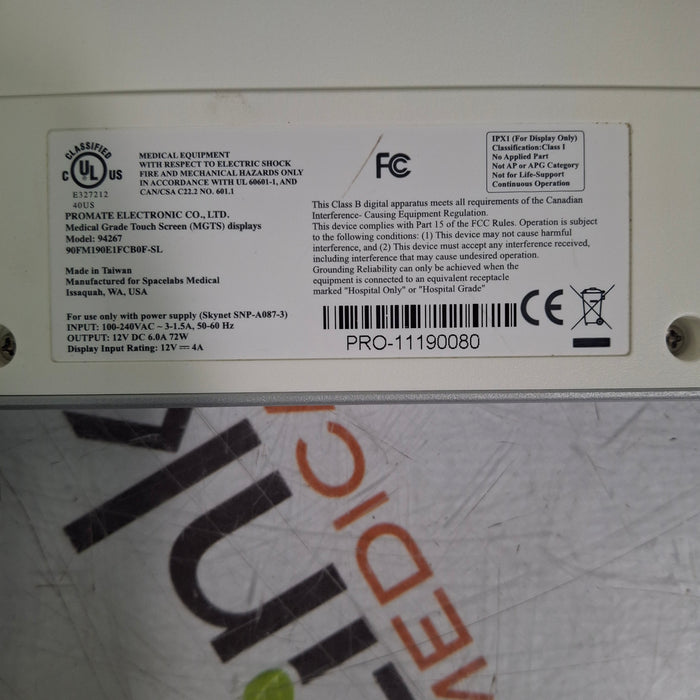 CLASSIFIED
C UL US
E327212
40US
MEDICAL EQUIPMENT
WITH RESPECT TO ELECTRIC SHOCK
FIRE AND MECHANICAL HAZARDS ONLY
IN ACCORDANCE WITH UL 60601-1, AND
CAN/CSA C22.2 NO. 601.1
PROMATE ELECTRONIC CO., LTD.
Medical Grade Touch Screen (MGTS) displays
Model: 94267
90FM190E1FCB0F-SL
Made in Taiwan
Manufactured for Spacelabs Medical
Issaquah, WA, USA
For use only with power supply (Skynet SNP-A087-3)
INPUT: 100-240VAC ~ 3-1.5A, 50-60 Hz
OUTPUT: 12V DC 6.0A 72W
Display Input Rating: 12V ⎓ 4A
FC
IPX1 (For Display Only)
Classification:Class I
No Applied Part
Not AP or APG Category
Not for Life-Support
Continuous Operation
This Class B digital apparatus meets all requirements of the Canadian
Interference- Causing Equipment Regulation.
This device complies with Part 15 of the FCC Rules. Operation is subject
to the following conditions: (1) This device may not cause harmful
interference, and (2) This device must accept any interference received,
including interference that may cause undesired operation.
Grounding Reliability can only be achieved when the
equipment is connected to an equivalent receptacle
marked "Hospital Only" or "Hospital Grade"
CE
PRO-11190080
MEDIC